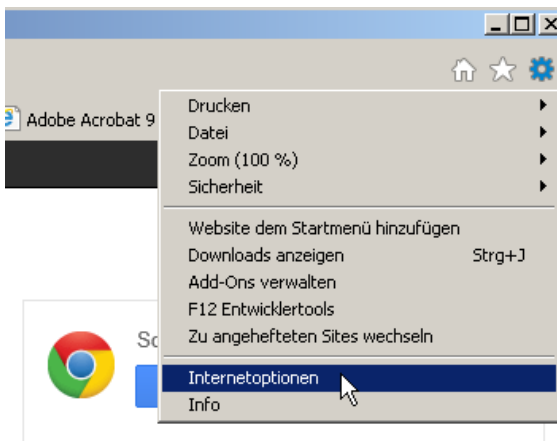 Adobe Acrobat 9
Drucken
Datei
Zoom (100 %)
Sicherheit
Website dem Startmenü hinzufügen
Downloads anzeigen Strg+J
Add-Ons verwalten
F12 Entwicklertools
Zu angehefteten Sites wechseln
Internetoptionen
Info